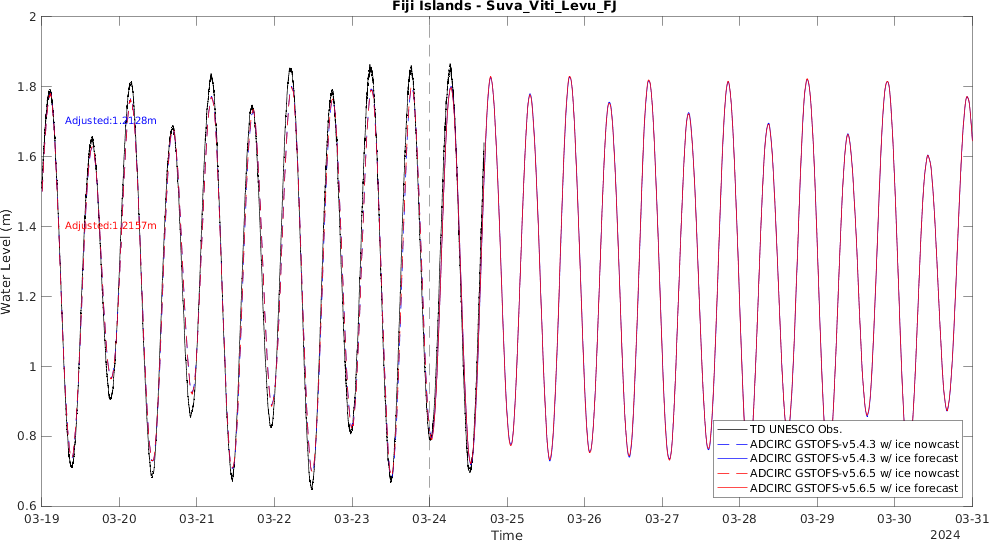 Fiji Islands - Suva_Viti_Levu_FJ
Water Level (m)
2
1.8
1.6
1.4
1.2
1
0.8
0.6
Adjusted:1.2128m
Adjusted:1.2157m
TD UNESCO Obs.
ADCIRC GSTOFS-v5.4.3 w/ ice nowcast
ADCIRC GSTOFS-v5.4.3 w/ ice forecast
ADCIRC GSTOFS-v5.6.5 w/ ice nowcast
ADCIRC GSTOFS-v5.6.5 w/ ice forecast
03-19 03-20 03-21 03-22 03-23 03-24 03-25 03-26 03-27 03-28 03-29 03-30 03-31
Time
2024